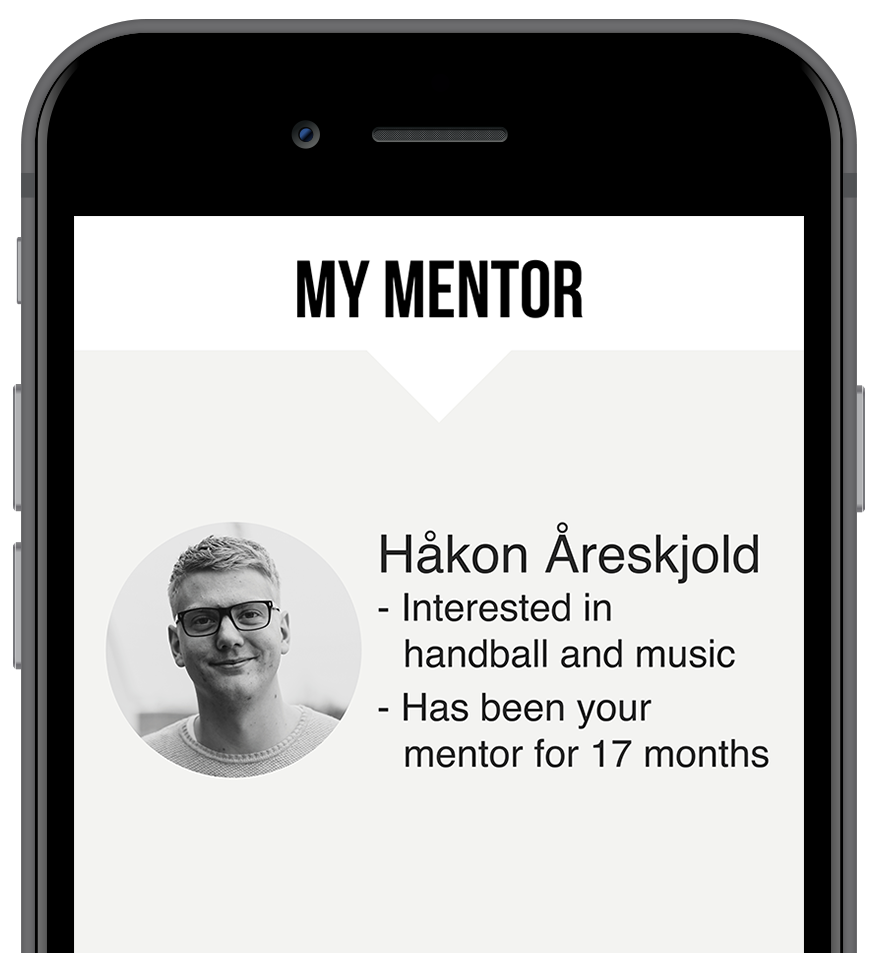 MY MENTOR
Håkon Åreskjold
- Interested in
handball and music
- Has been your
mentor for 17 months